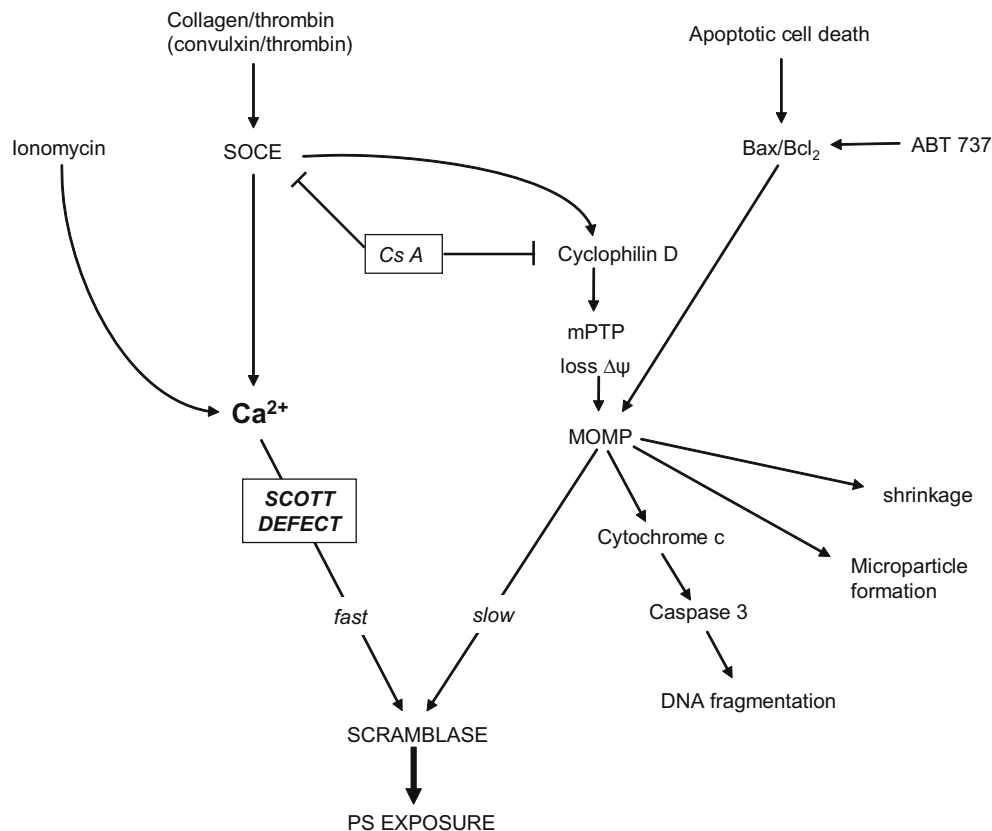 Collagen/thrombin
(convulxin/thrombin)
Apoptotic cell death
Ionomycin
SOCE
Bax/Bcl₂
ABT 737
Cs A
Cyclophilin D
mPTP
loss Δψ
Ca²⁺
MOMP
SCOTT
DEFECT
shrinkage
Cytochrome c
Microparticle
formation
fast
slow
Caspase 3
DNA fragmentation
SCRAMBLASE
PS EXPOSURE